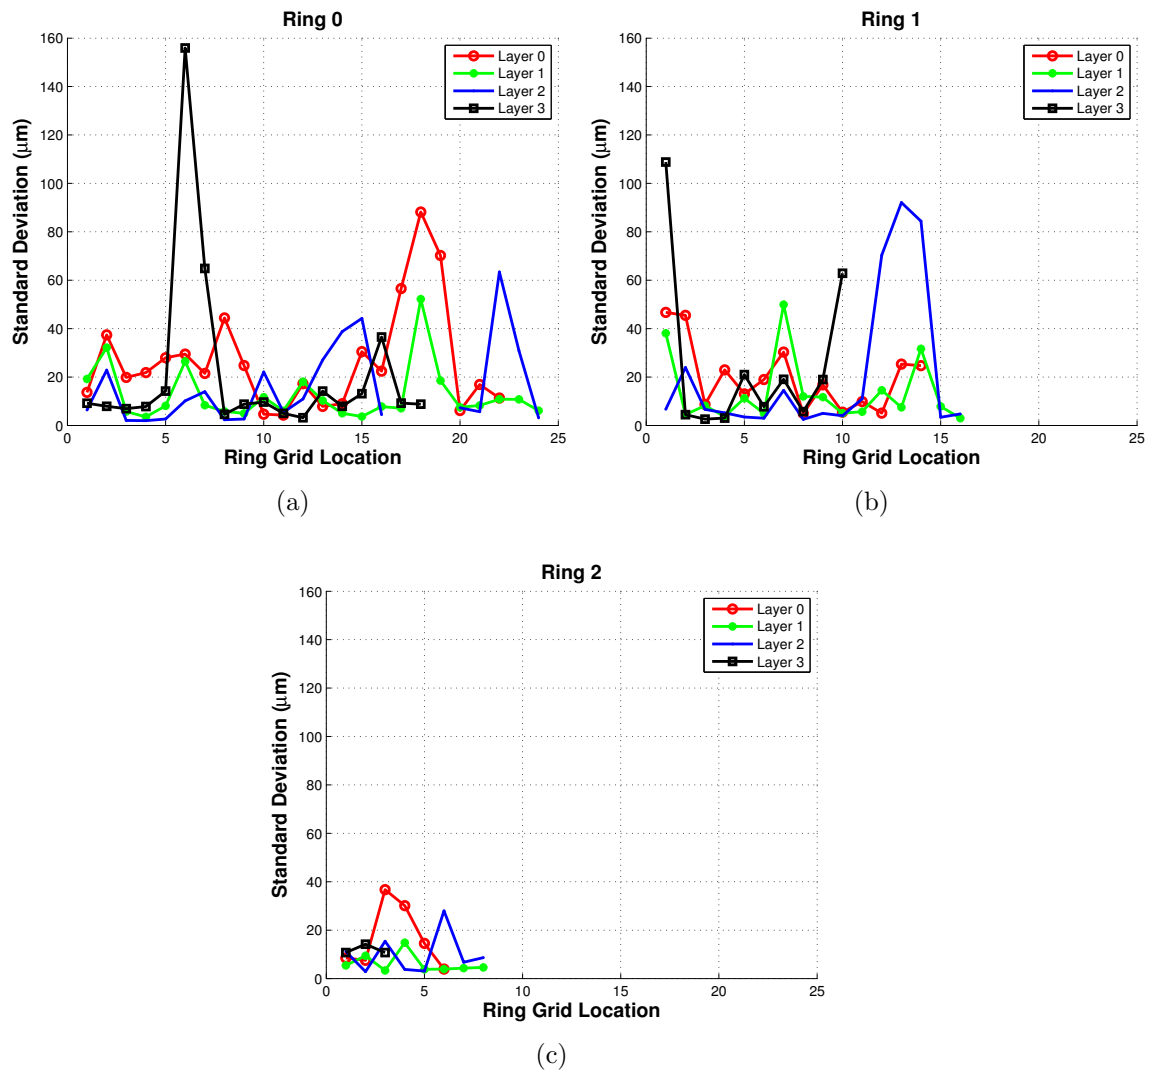 Ring 0
Standard Deviation (μm)
160
140
120
100
80
60
40
20
0
0 5 10 15 20 25
Ring Grid Location
Layer 0
Layer 1
Layer 2
Layer 3
(a)
Ring 1
Standard Deviation (μm)
160
140
120
100
80
60
40
20
0
0 5 10 15 20 25
Ring Grid Location
Layer 0
Layer 1
Layer 2
Layer 3
(b)
Ring 2
Standard Deviation (μm)
160
140
120
100
80
60
40
20
0
0 5 10 15 20 25
Ring Grid Location
Layer 0
Layer 1
Layer 2
Layer 3
(c)